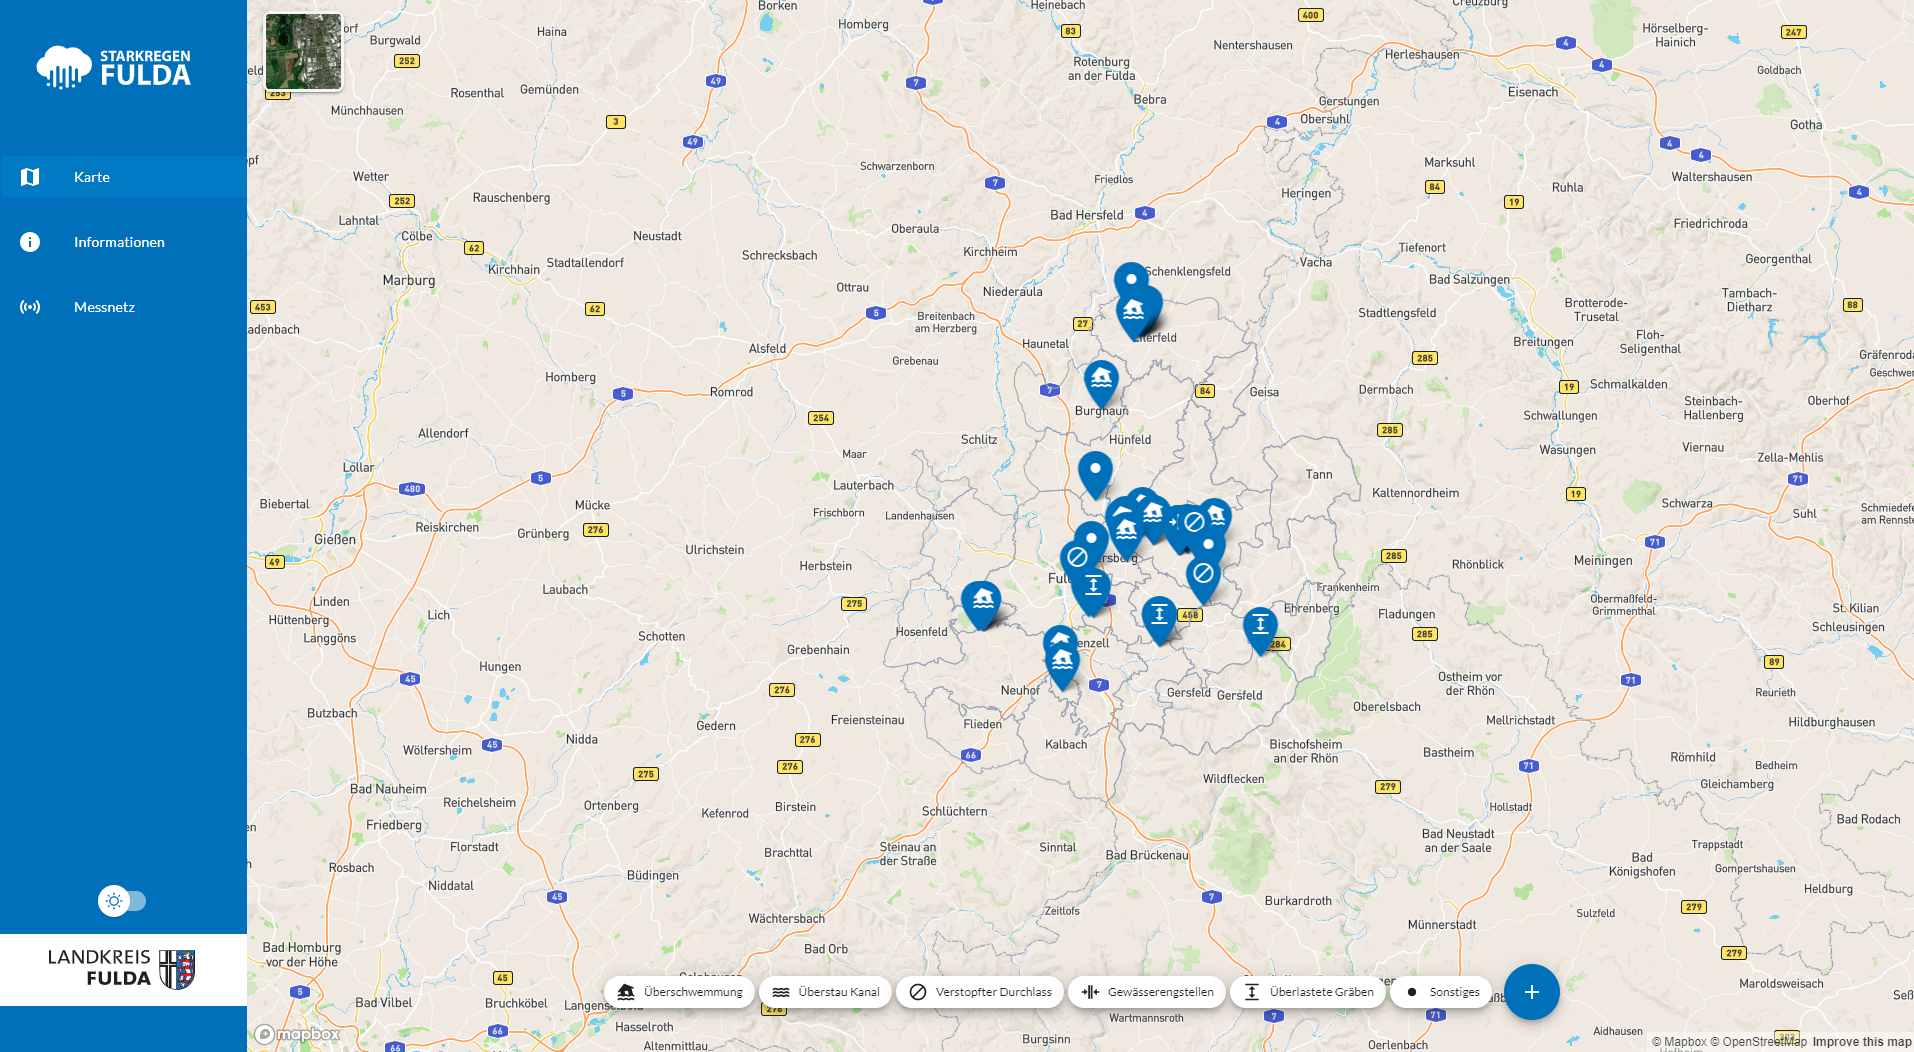 STARKREGEN
FULDA
Karte
Informationen
Messnetz
LANDKREIS
FULDA
Borken
Heinebach
Creuzburg
Homberg
Haina
Burgwald
Nentershausen
Herleshausen
Hörselberg-
Hainich
Rotenburg
an der Fulda
Goldbach
Rosenthal
Gemünden
Münchhausen
Bebra
Gerstungen
Obersuhl
Eisenach
Gotha
Schwarzenborn
Friedlos
Marksuhl
Waltershausen
Wetter
Rauschenberg
Heringen
Ruhla
Lahntal
Cölbe
Neustadt
Oberaula
Bad Hersfeld
Friedrichroda
Schrecksbach
Kirchheim
Tiefenort
Georgenthal
Marburg
Kirchhain
Stadtallendorf
Vacha
Schenklengsfeld
Bad Salzungen
Ottrau
Niederaula
Breitenbach
am Herzberg
Stadtlengsfeld
Brotterode-
Trusetal
Tambach-
Dietharz
Alsfeld
Grebenau
Haunetal
Breitungen
Floh-
Seligenthal
Homberg
Romrod
Geisa
Dermbach
Schmalkalden
Burghaun
Schwallungen
Steinbach-
Hallenberg
Oberhof
Allendorf
Schlitz
Hünfeld
Wasungen
Viernau
Zella-Mehlis
Lollar
Maar
Lauterbach
Tann
Kaltennordheim
Biebertal
Mücke
Frischborn
Landenhausen
Schwarza
Suhl
Gießen
Reiskirchen
Grünberg
Ulrichstein
Herbstein
Meiningen
Rhönblick
Frankenheim
Ehrenberg
Linden
Hüttenberg
Langgöns
Lich
Laubach
Schotten
Hosenfeld
Fladungen
Obermaßfeld-
Grimmenthal
St. Kilian
Schleusingen
Grebenhain
Hungen
Neuhof
Gersfeld
Gersfeld
Ostheim vor
der Rhön
Reurieth
Butzbach
Gedern
Freiensteinau
Flieden
Oberelsbach
Mellrichstadt
Hildburghausen
Wölfersheim
Nidda
Kalbach
Bischofsheim
an der Rhön
Bastheim
Römhild
Bedheim
Bad Nauheim
Reichelsheim
Ortenberg
Kefenrod
Birstein
Schlüchtern
Wildflecken
Hollstadt
Gleichamberg
Friedberg
Florstadt
Brachttal
Steinau an
der Straße
Sinntal
Bad Brückenau
Bad Neustadt
an der Saale
Bad Rodach
Trappstadt
Rosbach
Niddatal
Büdingen
Bad
Königshofen
Gompertshausen
Heldburg
Wächtersbach
Zeitlofs
Burkardroth
Münnerstadt
Sulzfeld
Bad Homburg
vor der Höhe
Bad Orb
Maroldsweisach
Bad Vilbel
Bruchköbel
Hasselroth
Altenmittlau
Burgsinn
Wartmannsroth
Oerlenbach
Aidhausen
Überschwemmung
Überstau Kanal
Verstopfter Durchlass
Gewässerengstellen
Überlastete Gräben
Sonstiges
mapbox
© Mapbox © OpenStreetMap Improve this map